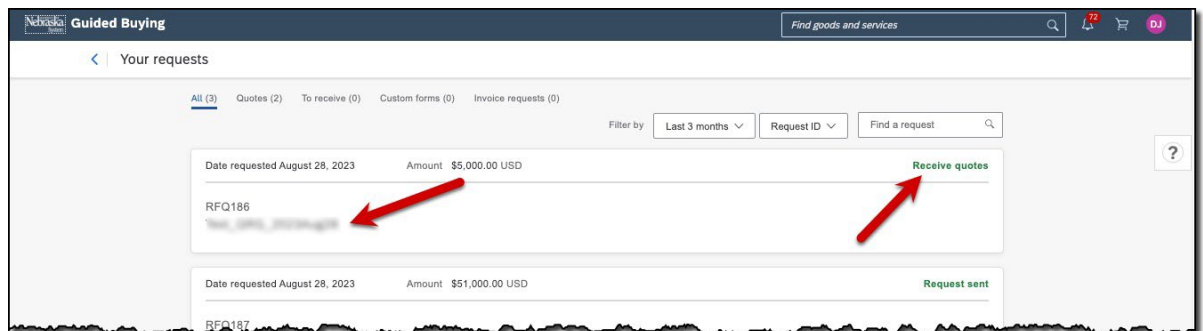 Nebraska System Guided Buying
Find goods and services
72
DJ
Your requests
All (3) Quotes (2) To receive (0) Custom forms (0) Invoice requests (0)
Filter by Last 3 months Request ID Find a request
?
Date requested August 28, 2023 Amount $5,000.00 USD Receive quotes
RFQ186
Date requested August 28, 2023 Amount $51,000.00 USD Request sent
RFQ187